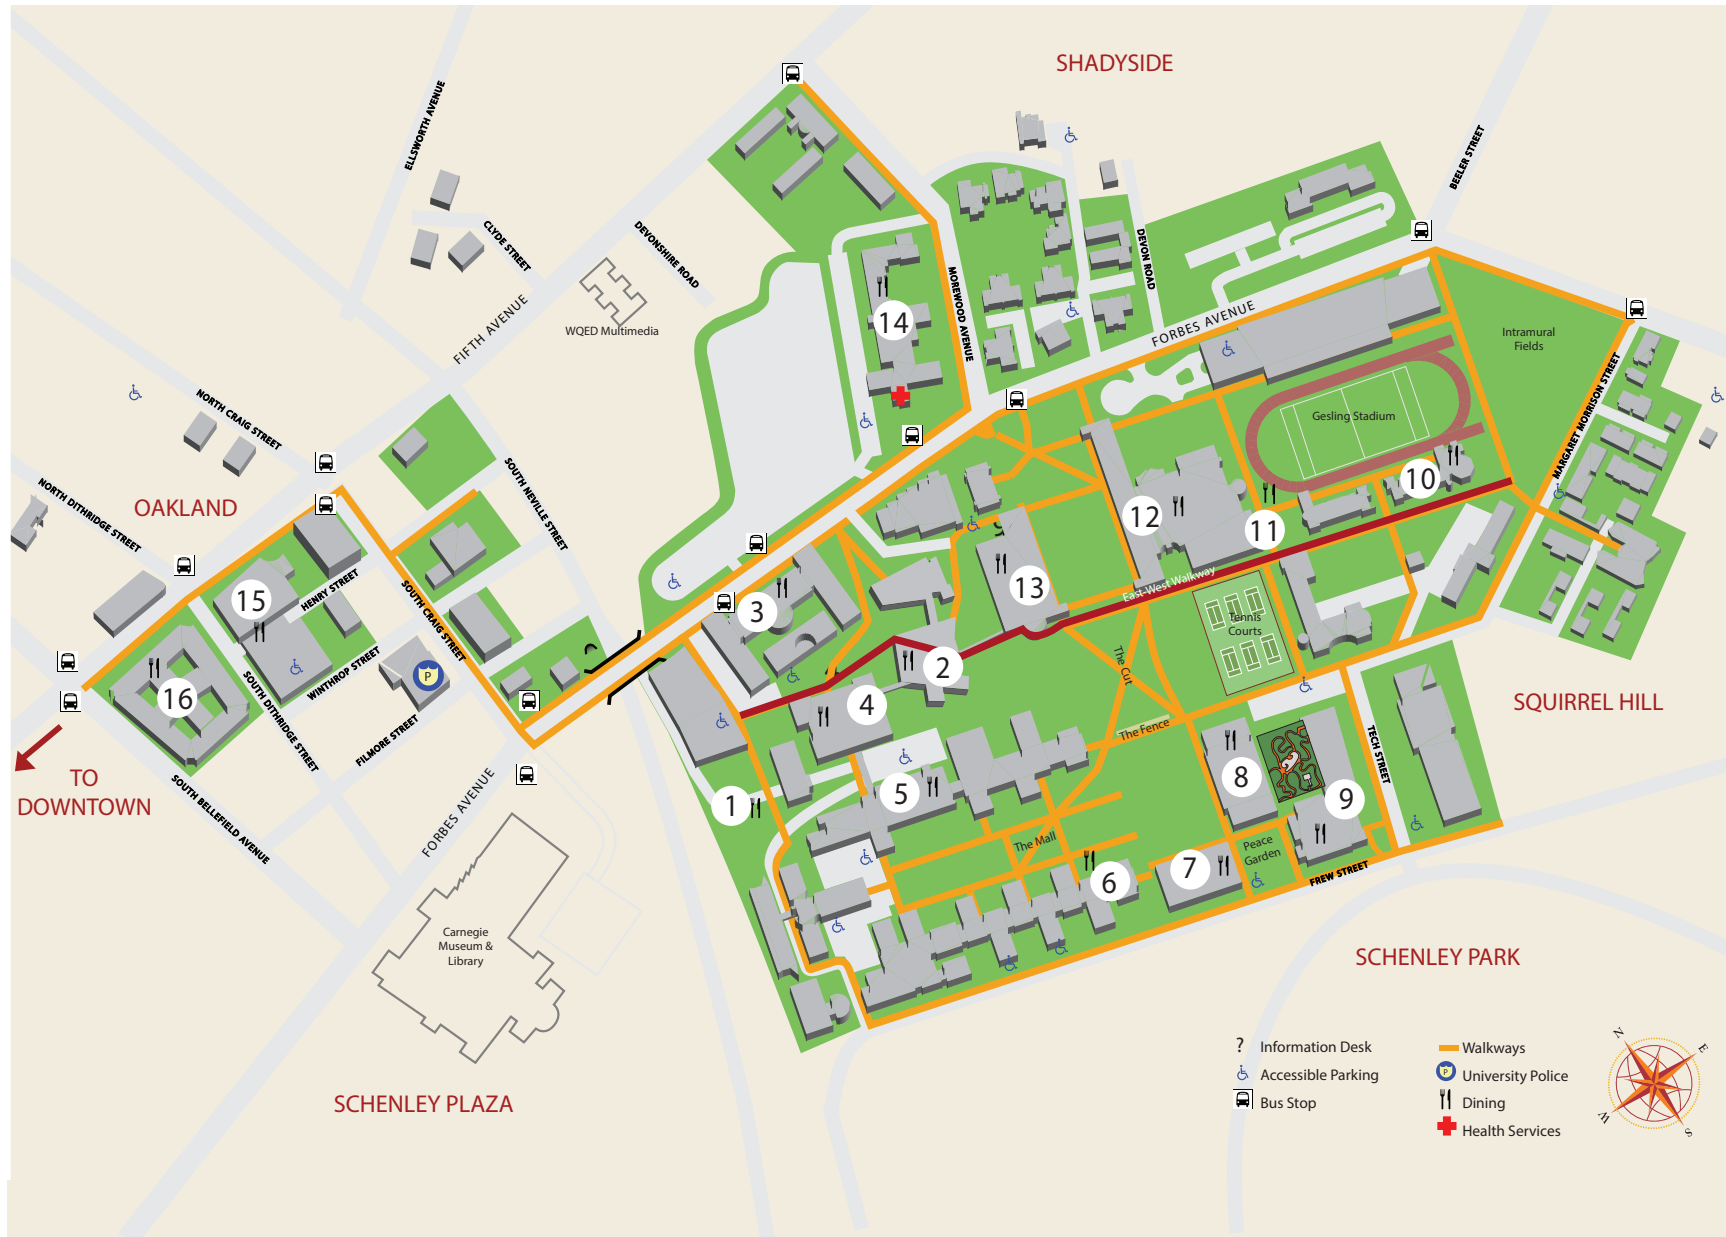 SHADYSIDE
ELLSWORTH AVENUE
BEELER STREET
CLYDE STREET
DEVONSHIRE ROAD
DEVON ROAD
MOREWOOD AVENUE
FIFTH AVENUE
WQED Multimedia
14
FORBES AVENUE
Intramural
Fields
MARGARET MORRISON STREET
Gesling Stadium
NORTH CRAIG STREET
SOUTH NEVILLE STREET
NORTH DITHRIDGE STREET
OAKLAND
10
12
11
13
East-West Walkway
HENRY STREET
15
SOUTH CRAIG STREET
3
Tennis
Courts
2
The Cut
WINTHROP STREET
P
16
SOUTH DITHRIDGE STREET
FILMORE STREET
4
SQUIRREL HILL
The Fence
TECH STREET
TO
DOWNTOWN
SOUTH BELLEFIELD AVENUE
FORBES AVENUE
1
5
8
9
The Mall
Peace
Garden
6
7
FREW STREET
Carnegie
Museum &
Library
SCHENLEY PARK
SCHENLEY PLAZA
? Information Desk
Accessible Parking
Bus Stop
Walkways
P University Police
Dining
Health Services
N
E
W
S